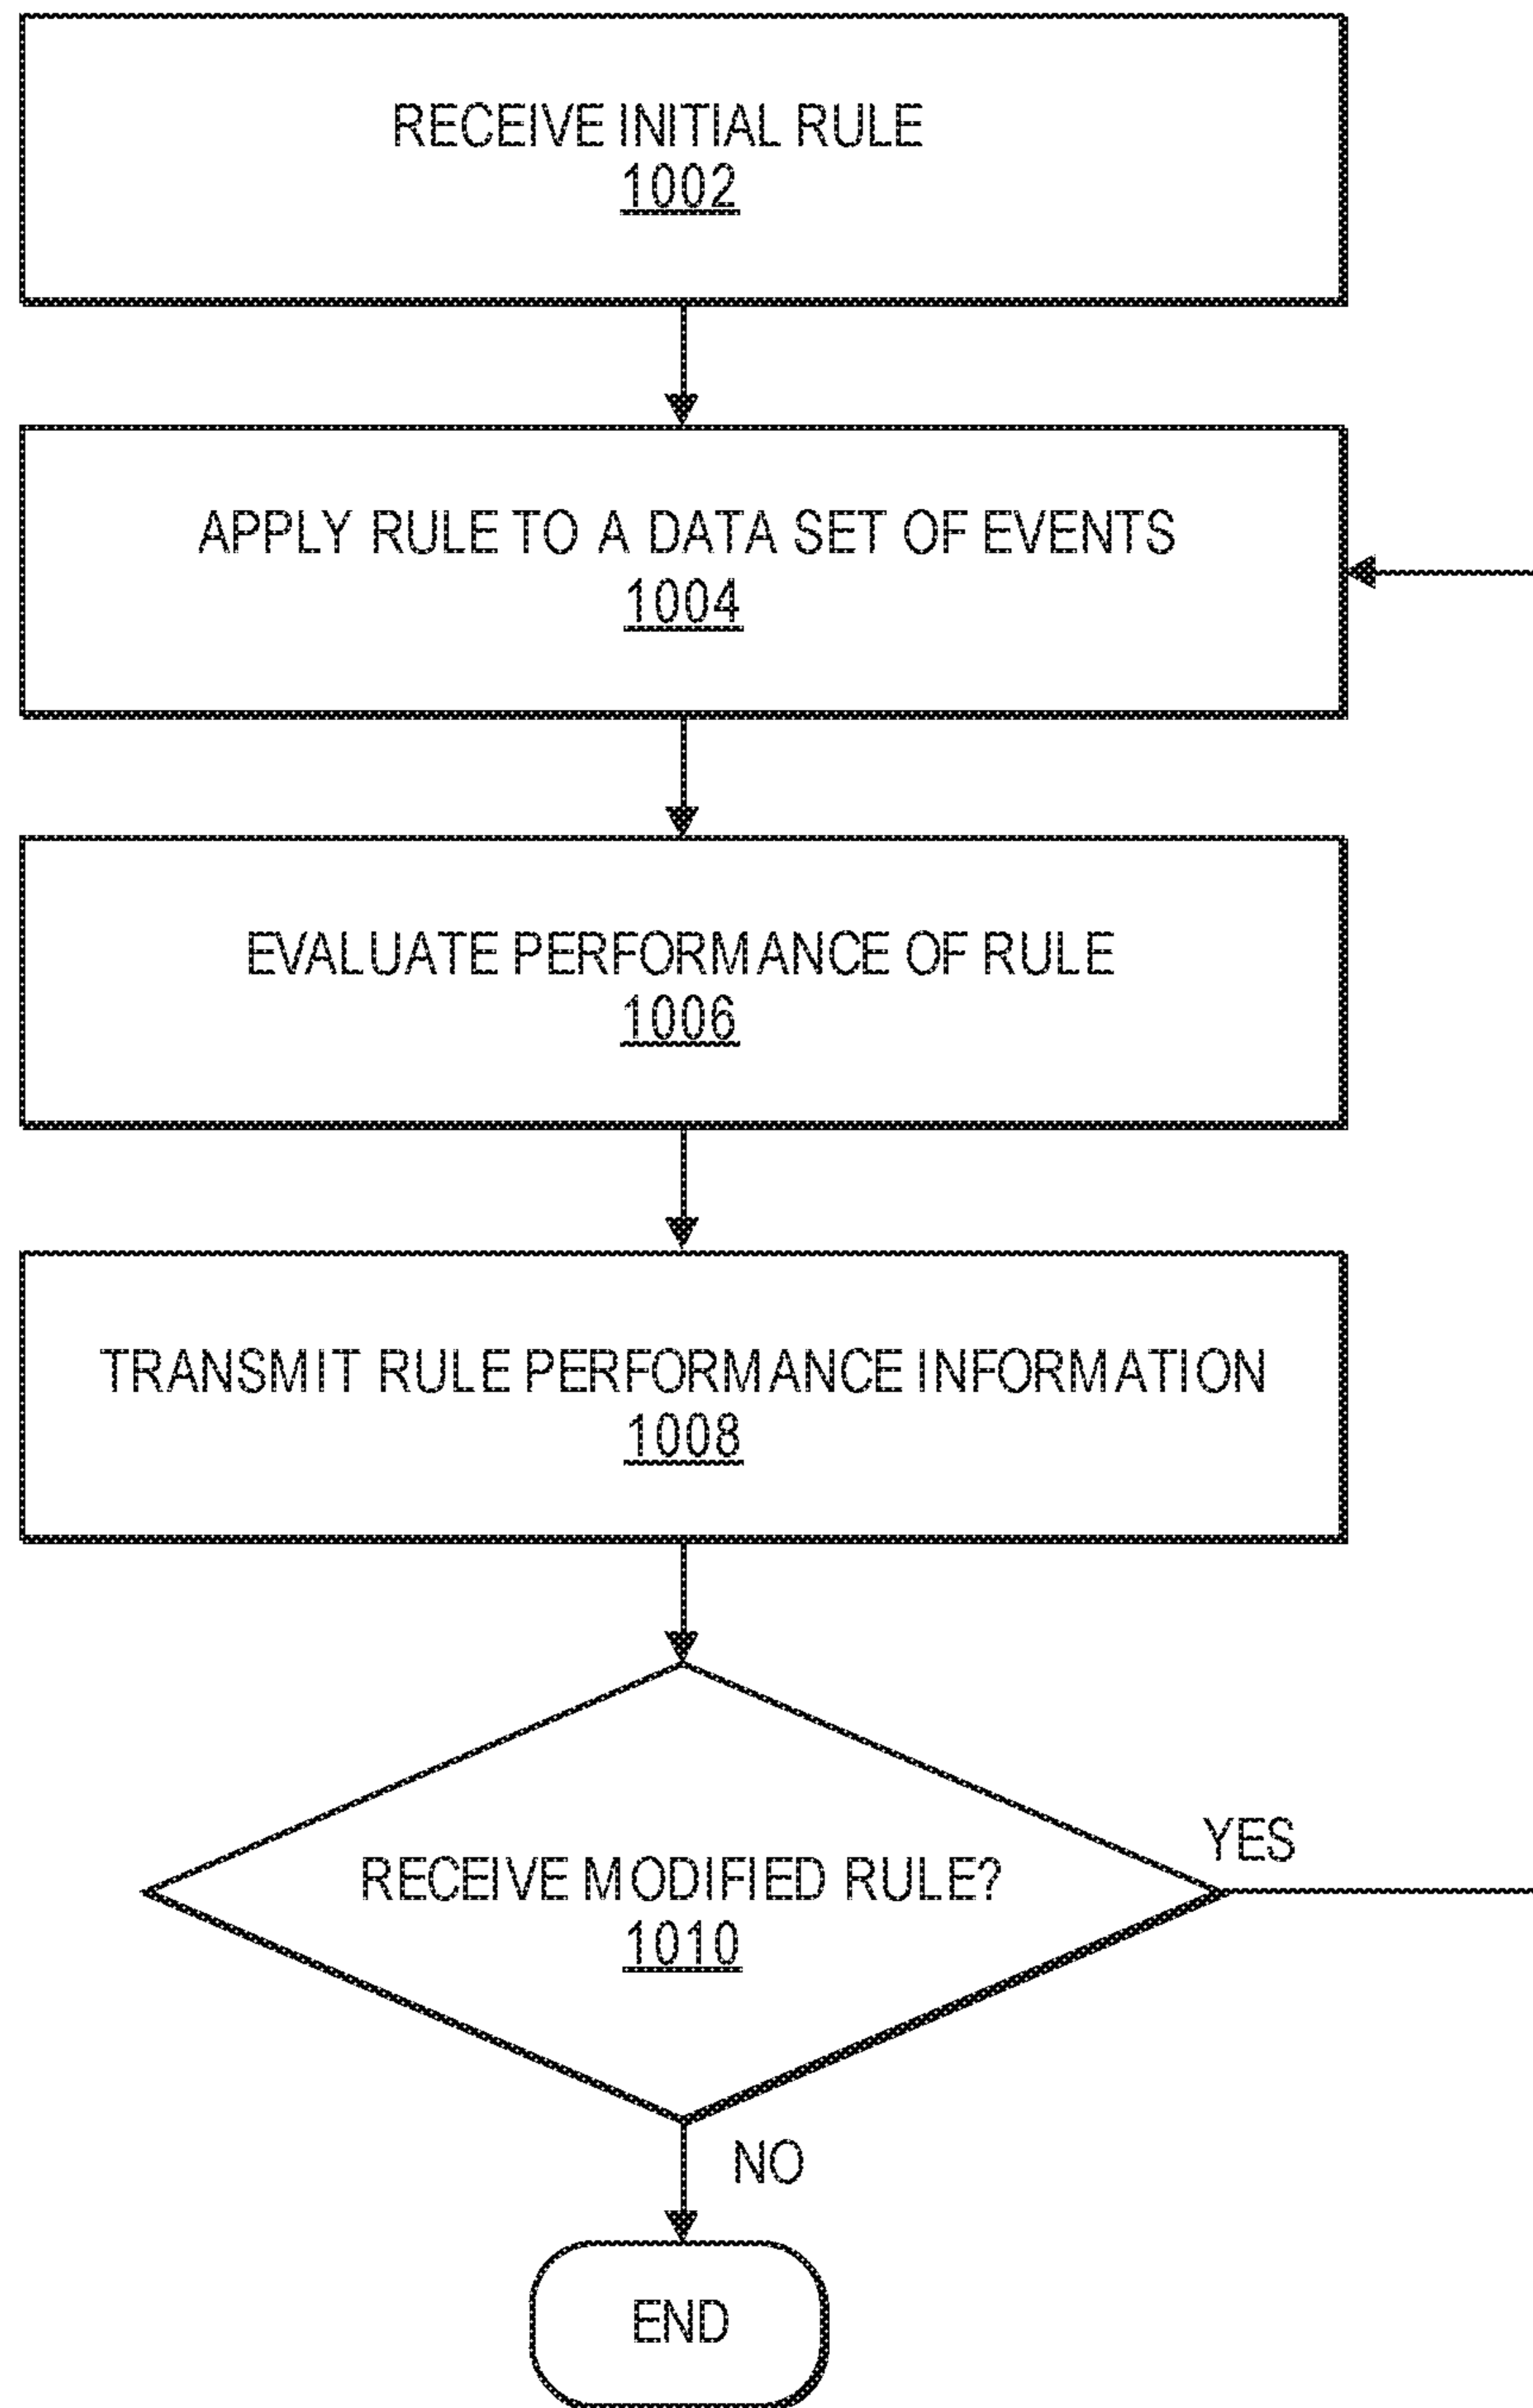 RECEIVE INITIAL RULE
1002
APPLY RULE TO A DATA SET OF EVENTS
1004
EVALUATE PERFORMANCE OF RULE
1006
TRANSMIT RULE PERFORMANCE INFORMATION
1008
RECEIVE MODIFIED RULE?
1010
YES
NO
END